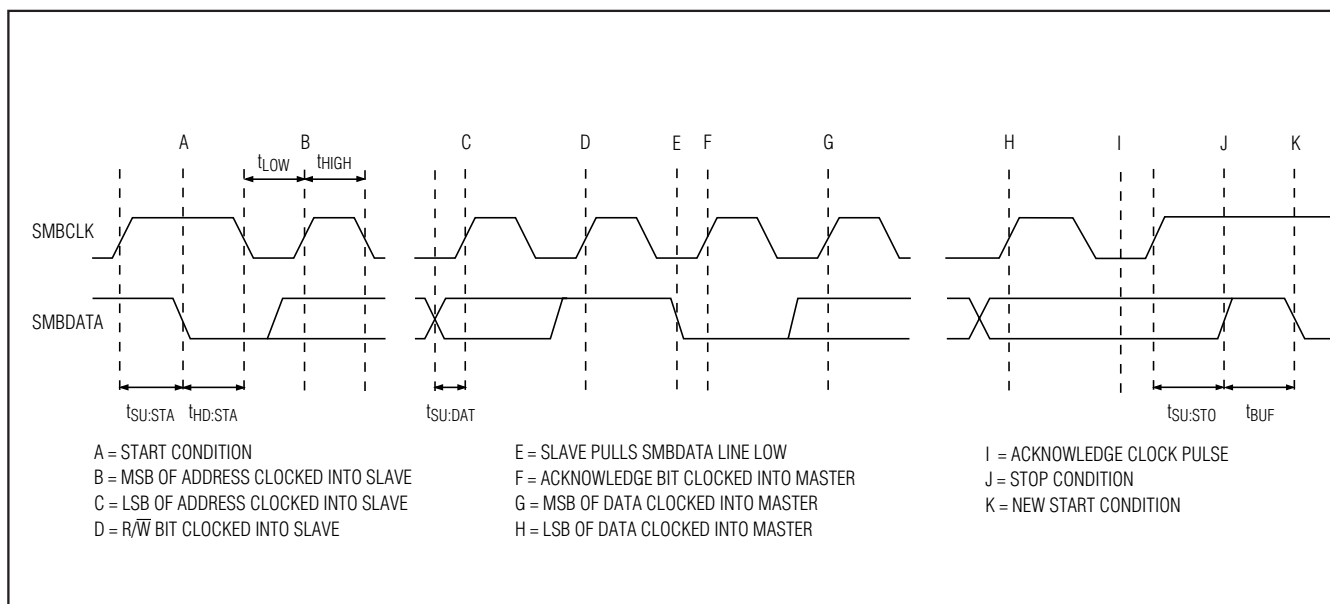 A B C D E F G H I J K
tLOW tHIGH
SMBCLK
SMBDATA
tSU:STA tHD:STA tSU:DAT tSU:STO tBUF
A = START CONDITION
B = MSB OF ADDRESS CLOCKED INTO SLAVE
C = LSB OF ADDRESS CLOCKED INTO SLAVE
D = R/W̅ BIT CLOCKED INTO SLAVE
E = SLAVE PULLS SMBDATA LINE LOW
F = ACKNOWLEDGE BIT CLOCKED INTO MASTER
G = MSB OF DATA CLOCKED INTO MASTER
H = LSB OF DATA CLOCKED INTO MASTER
I = ACKNOWLEDGE CLOCK PULSE
J = STOP CONDITION
K = NEW START CONDITION